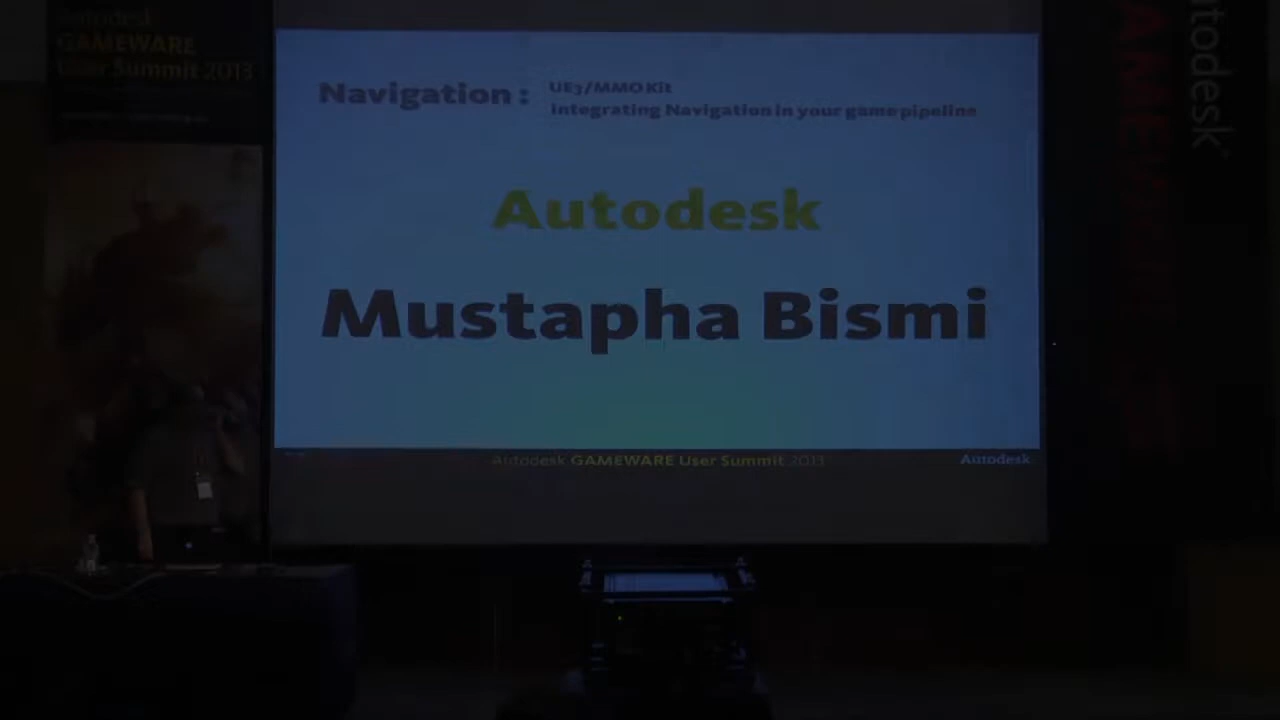 Autodesk
GAMEWARE
User Summit 2013
Navigation :
UE3/MMO Kit
Integrating Navigation in your game pipeline
Autodesk
Mustapha Bismi
Autodesk GAMEWARE User Summit 2013
Autodesk